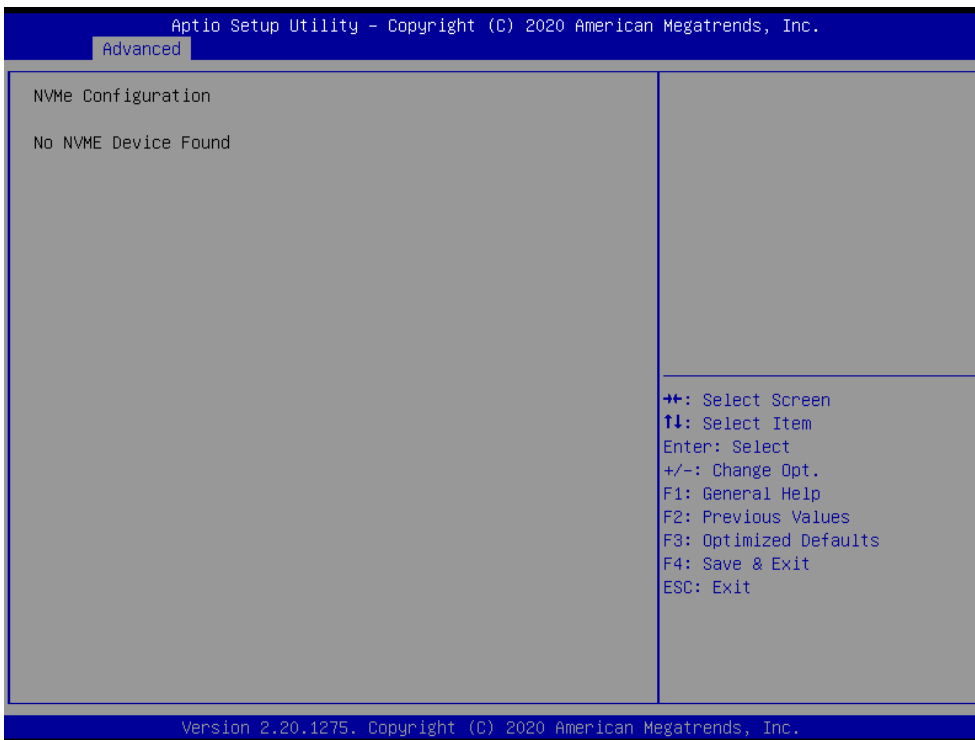 Aptio Setup Utility – Copyright (C) 2020 American Megatrends, Inc.
Advanced
NVMe Configuration
No NVME Device Found
→←: Select Screen
↑↓: Select Item
Enter: Select
+/-: Change Opt.
F1: General Help
F2: Previous Values
F3: Optimized Defaults
F4: Save & Exit
ESC: Exit
Version 2.20.1275. Copyright (C) 2020 American Megatrends, Inc.